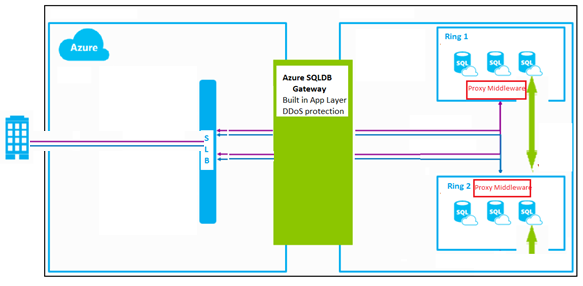 Azure
S
L
B
Azure SQLDB
Gateway
Built in App Layer
DDoS protection
Ring 1
SQL SQL SQL
Proxy Middleware
Ring 2
Proxy Middleware
SQL SQL SQL